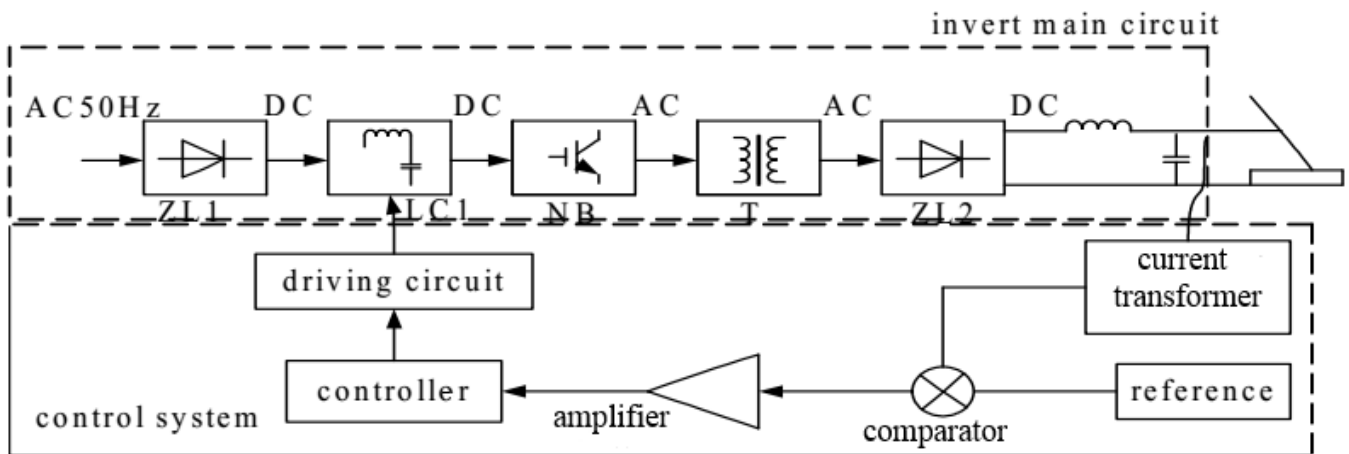 invert main circuit
AC50Hz DC DC AC AC DC
ZL1 LC1 NB T ZL2
driving circuit
current
transformer
controller
amplifier
comparator
reference
control system